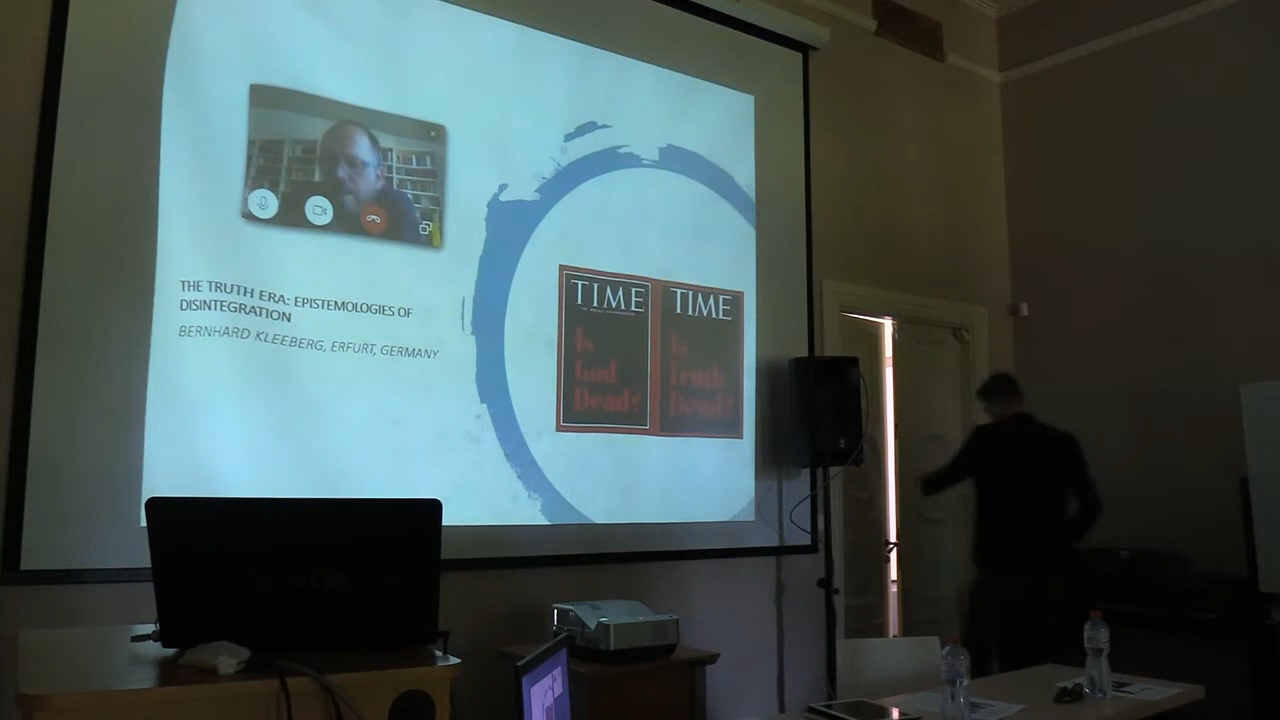 THE TRUTH ERA: EPISTEMOLOGIES OF
DISINTEGRATION
BERNHARD KLEEBERG, ERFURT, GERMANY
TIME
Is
God
Dead?
TIME
Is
Truth
Dead?